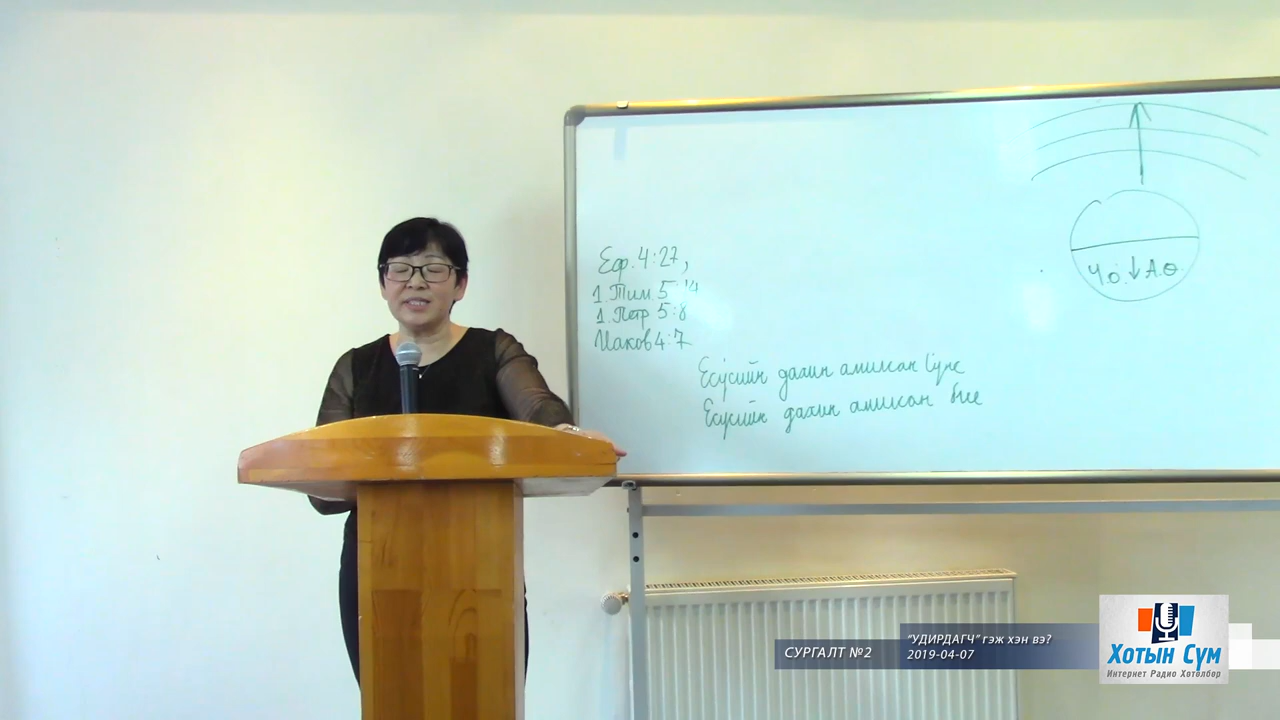 Еф. 4:27,
1. Тим 5:14
1. Петр 5:8
Иаков 4:7
Есүсийн дахин амилсан сүнс
Есүсийн дахин амилсан бие
Ч.Ө. А.Ө.
СУРГАЛТ №2
"УДИРДАГЧ" гэж хэн вэ?
2019-04-07
Хотын Сүм
Интернет Радио Хөтөлбөр